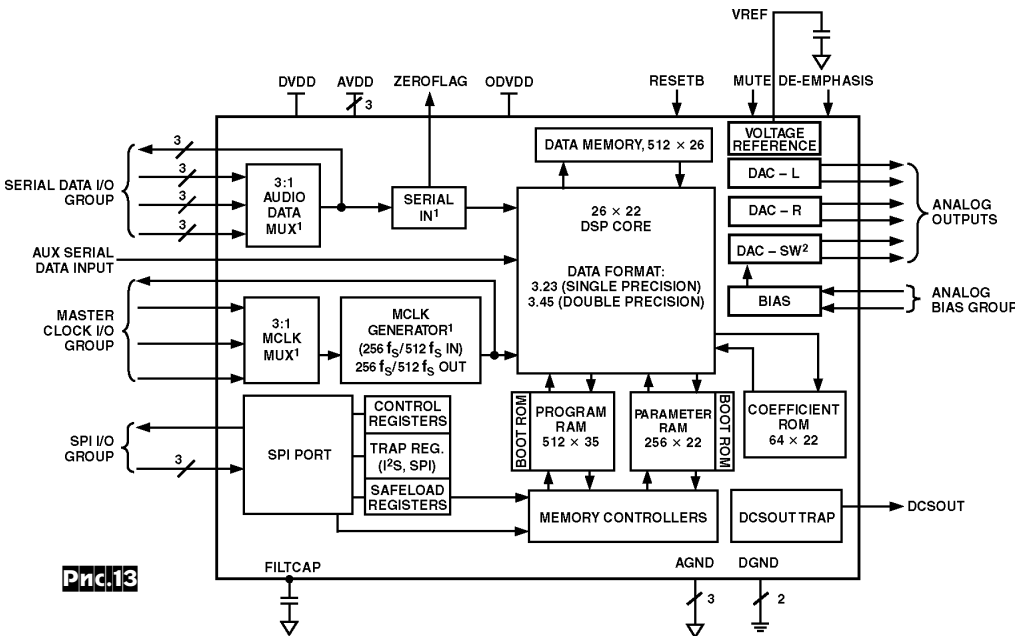 VREF
DVDD
AVDD
3
ZEROFLAG
ODVDD
RESETB
MUTE
DE-EMPHASIS
VOLTAGE
REFERENCE
DATA MEMORY, 512 × 26
SERIAL DATA I/O
GROUP
3
3
3
3
3:1
AUDIO
DATA
MUX¹
SERIAL
IN¹
26 × 22
DSP CORE
DATA FORMAT:
3.23 (SINGLE PRECISION)
3.45 (DOUBLE PRECISION)
DAC – L
DAC – R
DAC – SW²
ANALOG
OUTPUTS
BIAS
ANALOG
BIAS GROUP
AUX SERIAL
DATA INPUT
MASTER
CLOCK I/O
GROUP
3:1
MCLK
MUX¹
MCLK
GENERATOR¹
(256 fS/512 fS IN)
256 fS/512 fS OUT
SPI I/O
GROUP
3
SPI PORT
CONTROL
REGISTERS
TRAP REG.
(I²S, SPI)
SAFELOAD
REGISTERS
BOOT ROM
PROGRAM
RAM
512 × 35
PARAMETER
RAM
256 × 22
BOOT ROM
COEFFICIENT
ROM
64 × 22
MEMORY CONTROLLERS
DCSOUT TRAP
DCSOUT
Рис.13
FILTCAP
AGND
3
DGND
2